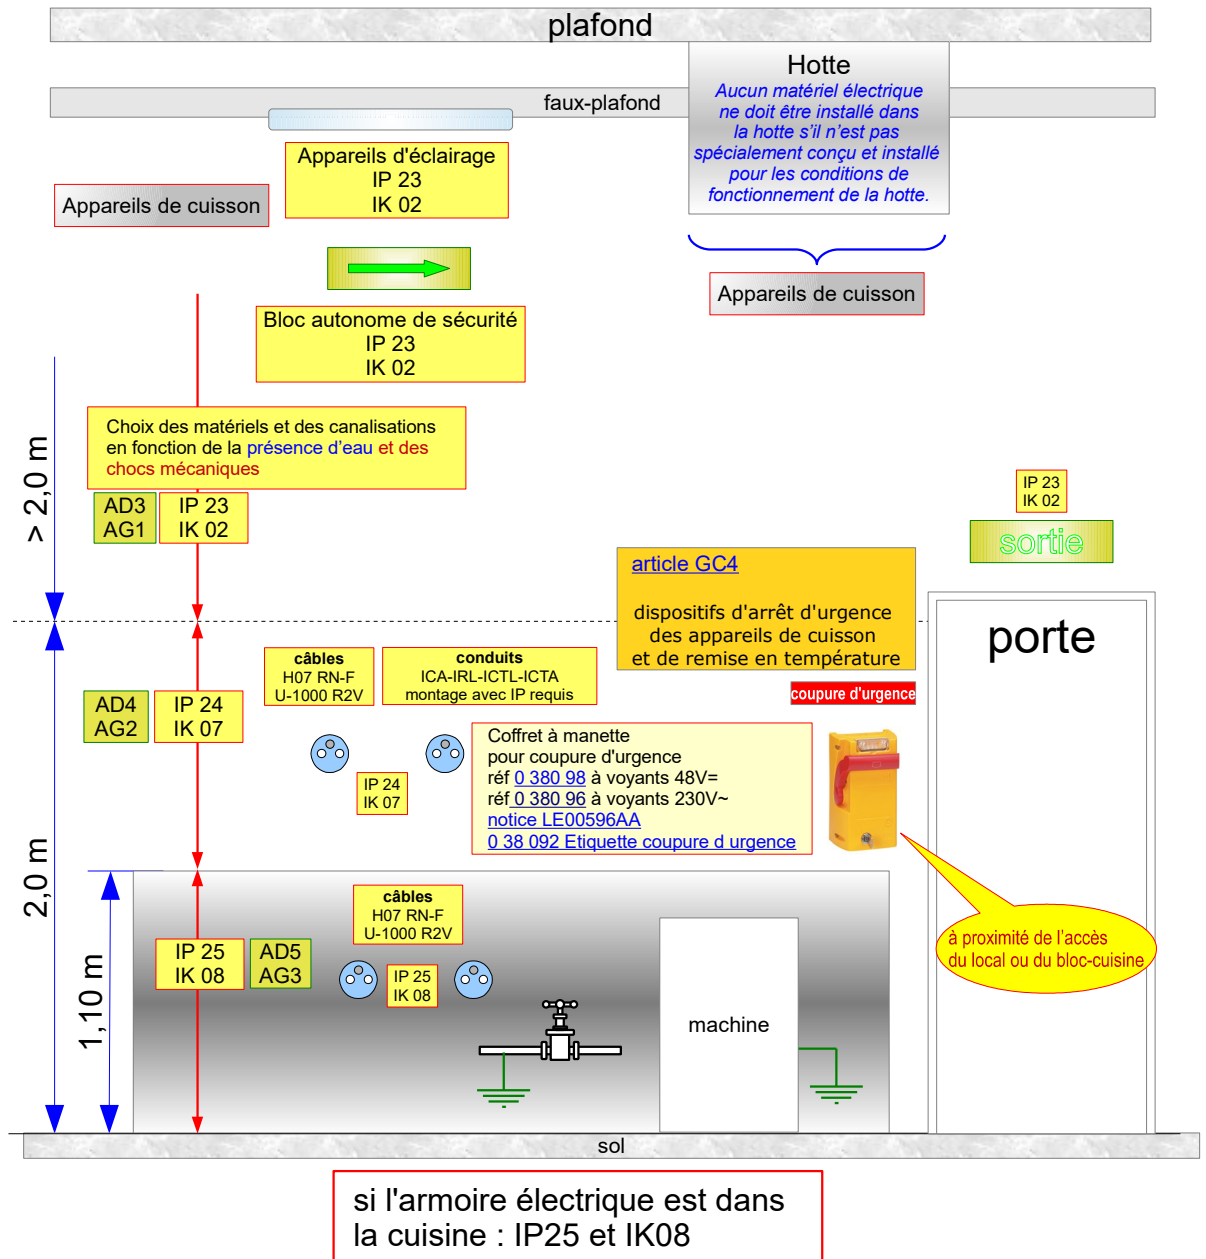 plafond
Hotte
Aucun matériel électrique
ne doit être installé dans
la hotte s'il n'est pas
spécialement conçu et installé
pour les conditions de
fonctionnement de la hotte.
faux-plafond
Appareils d'éclairage
IP 23
IK 02
Appareils de cuisson
Appareils de cuisson
Bloc autonome de sécurité
IP 23
IK 02
> 2,0 m
Choix des matériels et des canalisations
en fonction de la présence d'eau et des
chocs mécaniques
AD3
AG1
IP 23
IK 02
IP 23
IK 02
sortie
article GC4
dispositifs d'arrêt d'urgence
des appareils de cuisson
et de remise en température
porte
câbles
H07 RN-F
U-1000 R2V
conduits
ICA-IRL-ICTL-ICTA
montage avec IP requis
coupure d'urgence
AD4
AG2
IP 24
IK 07
IP 24
IK 07
Coffret à manette
pour coupure d'urgence
réf 0 380 98 à voyants 48V=
réf 0 380 96 à voyants 230V~
notice LE00596AA
0 38 092 Etiquette coupure d urgence
2,0 m
1,10 m
câbles
H07 RN-F
U-1000 R2V
IP 25
IK 08
AD5
AG3
IP 25
IK 08
à proximité de l'accès
du local ou du bloc-cuisine
machine
sol
si l'armoire électrique est dans
la cuisine : IP25 et IK08